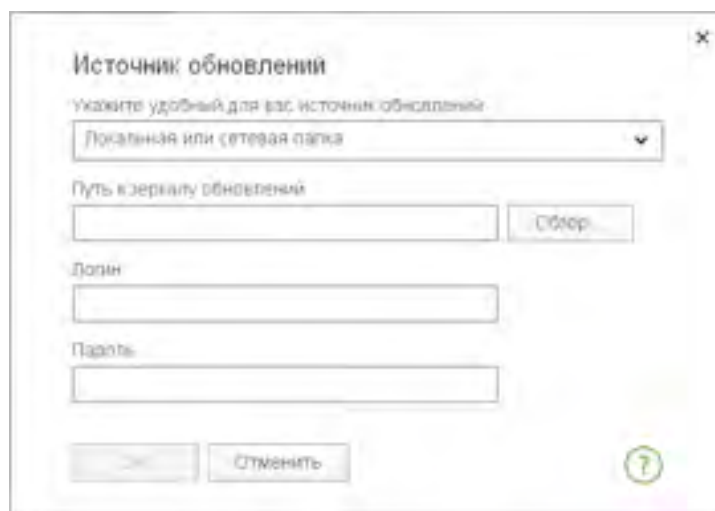 Источник обновлений
Укажите удобный для вас источник обновлений
Локальная или сетевая папка
Путь к зеркалу обновлений
Обзор...
Логин
Пароль
Отменить
?